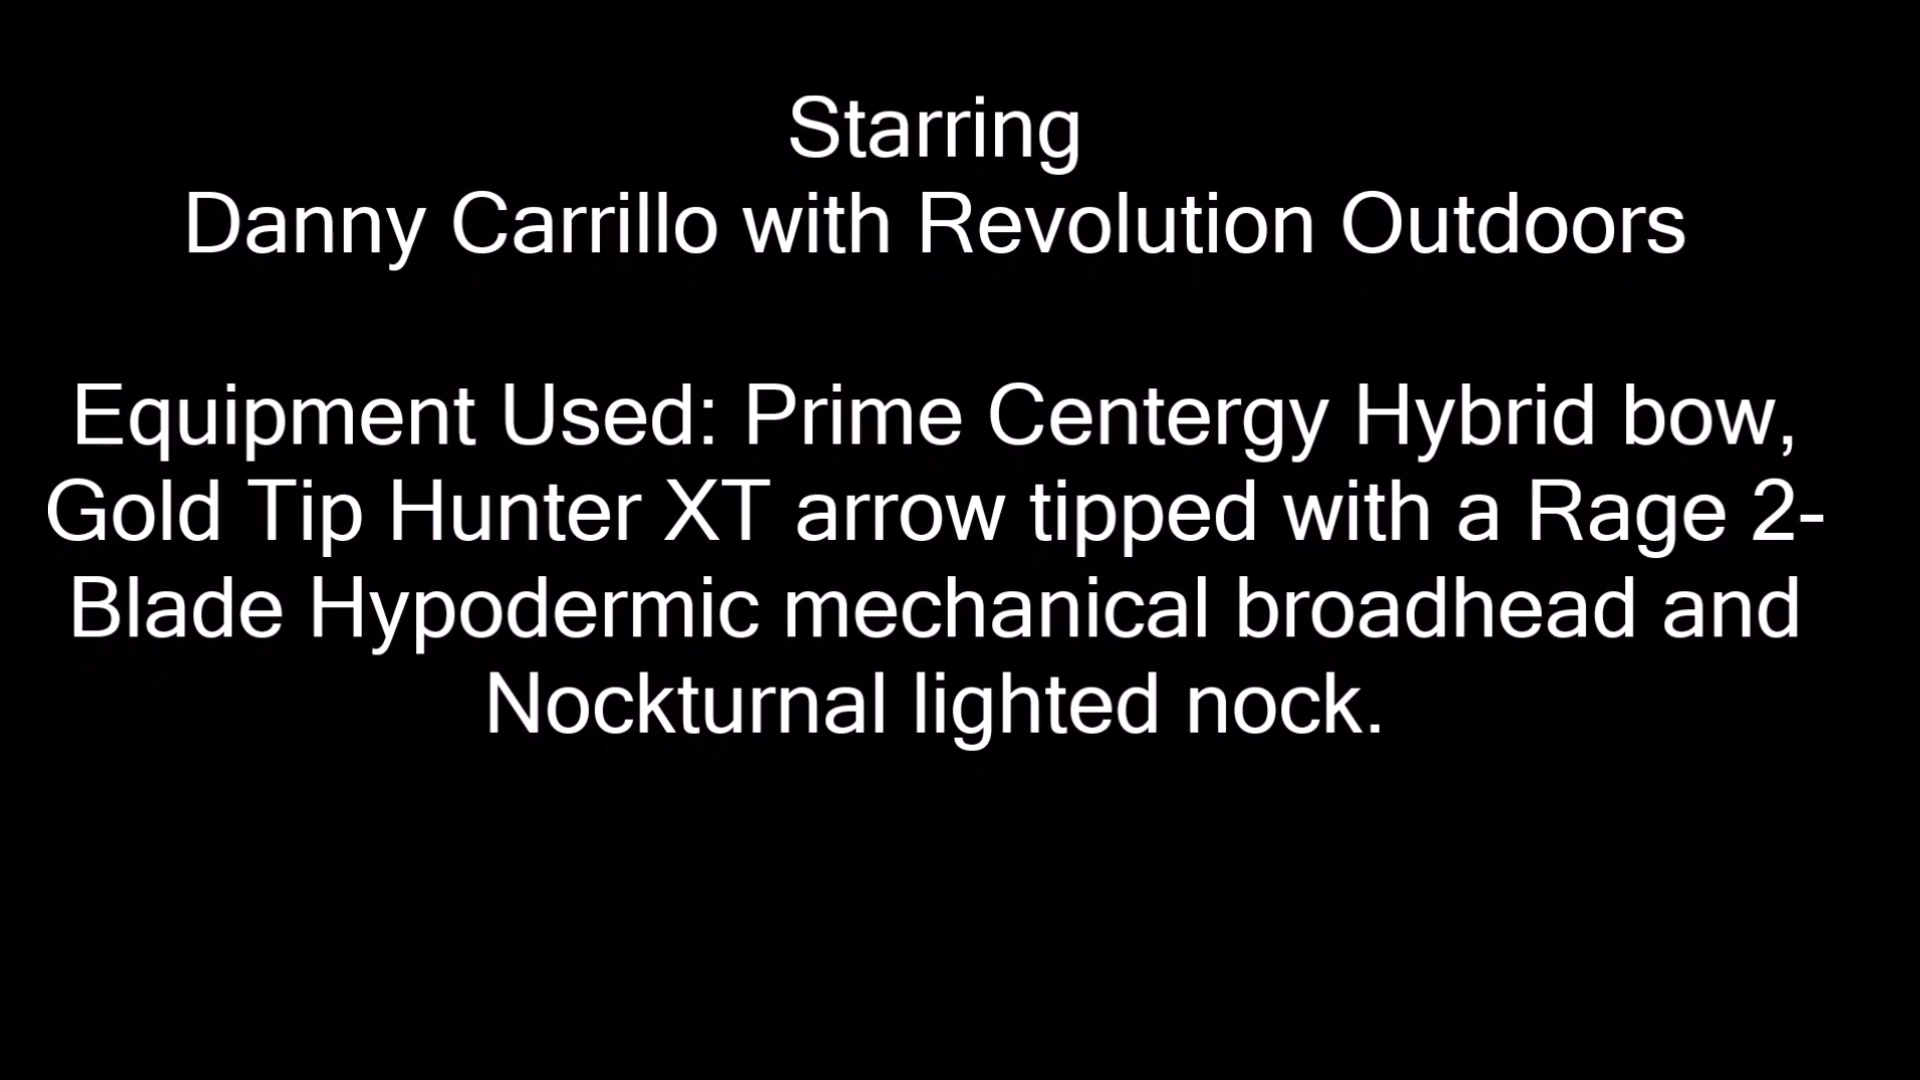 Starring
Danny Carrillo with Revolution Outdoors
Equipment Used: Prime Centergy Hybrid bow,
Gold Tip Hunter XT arrow tipped with a Rage 2-
Blade Hypodermic mechanical broadhead and
Nockturnal lighted nock.